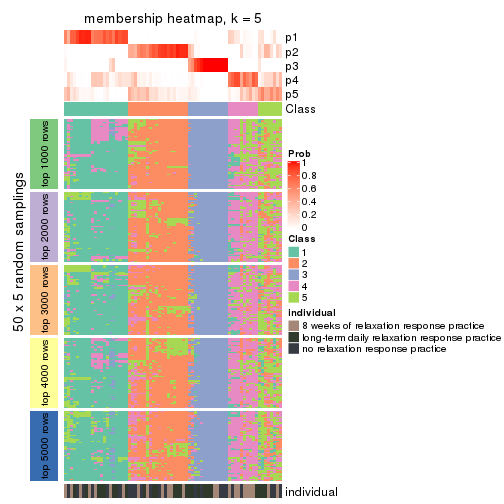 membership heatmap, k = 5
p1
p2
p3
p4
p5
Class
50 x 5 random samplings
top 1000 rows
top 2000 rows
top 3000 rows
top 4000 rows
top 5000 rows
individual
Prob
1
0.8
0.6
0.4
0.2
0
Class
1
2
3
4
5
individual
8 weeks of relaxation response practice
long-term daily relaxation response practice
no relaxation response practice